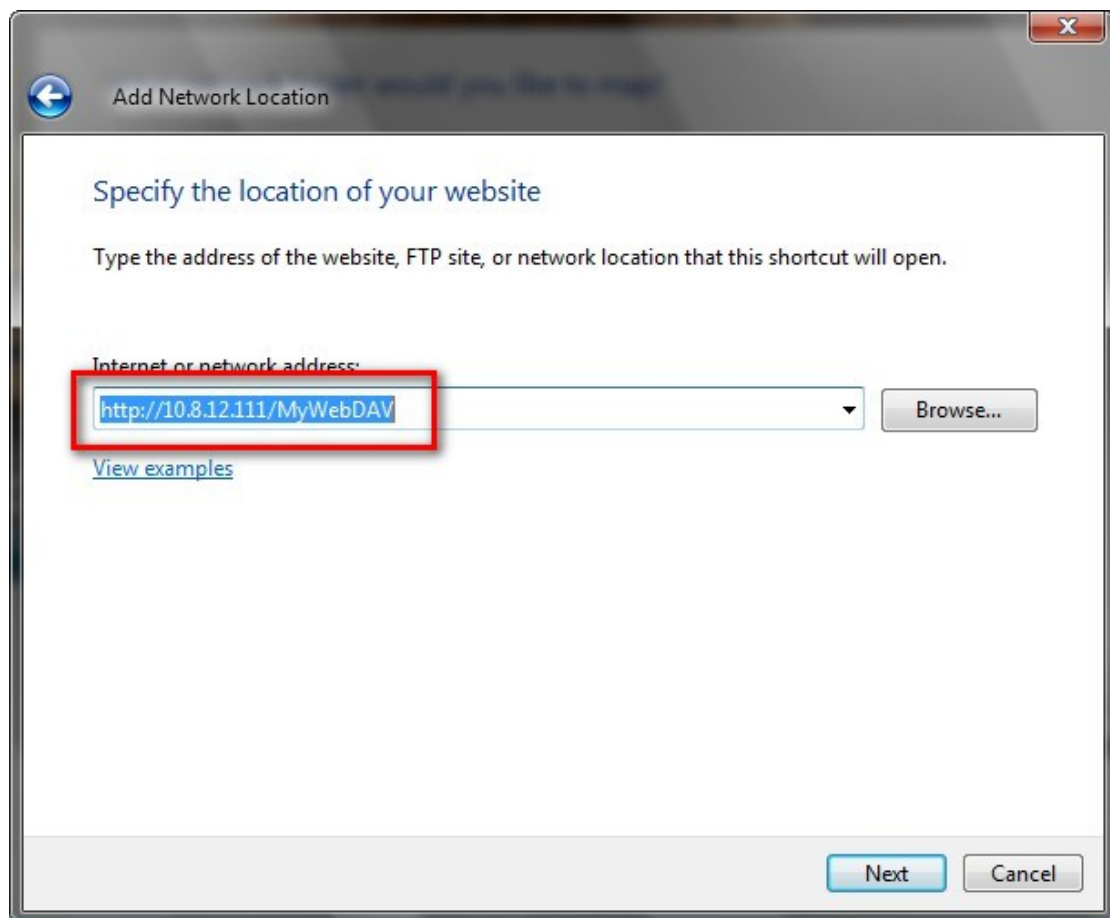 Add Network Location
Specify the location of your website
Type the address of the website, FTP site, or network location that this shortcut will open.
Internet or network address:
http://10.8.12.111/MyWebDAV
Browse...
View examples
Next
Cancel